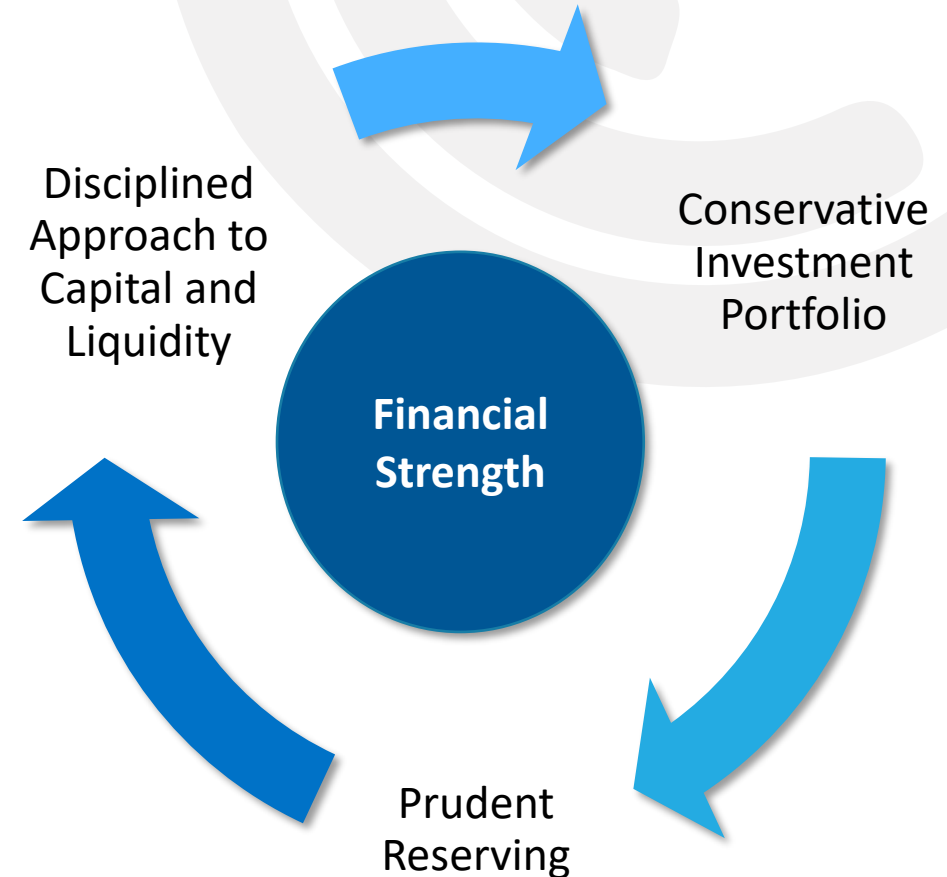 Disciplined
Approach to
Capital and
Liquidity
Conservative
Investment
Portfolio
Financial
Strength
Prudent
Reserving